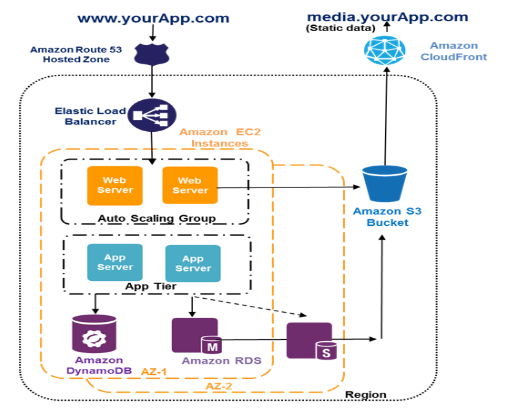 www.yourApp.com
media.yourApp.com
(Static data)
Amazon Route 53
Hosted Zone
Amazon
CloudFront
Elastic Load
Balancer
Amazon EC2
Instances
Web
Server
Web
Server
Auto Scaling Group
Amazon S3
Bucket
App
Server
App
Server
App Tier
M
S
Amazon
DynamoDB
Amazon RDS
AZ-1
AZ-2
Region